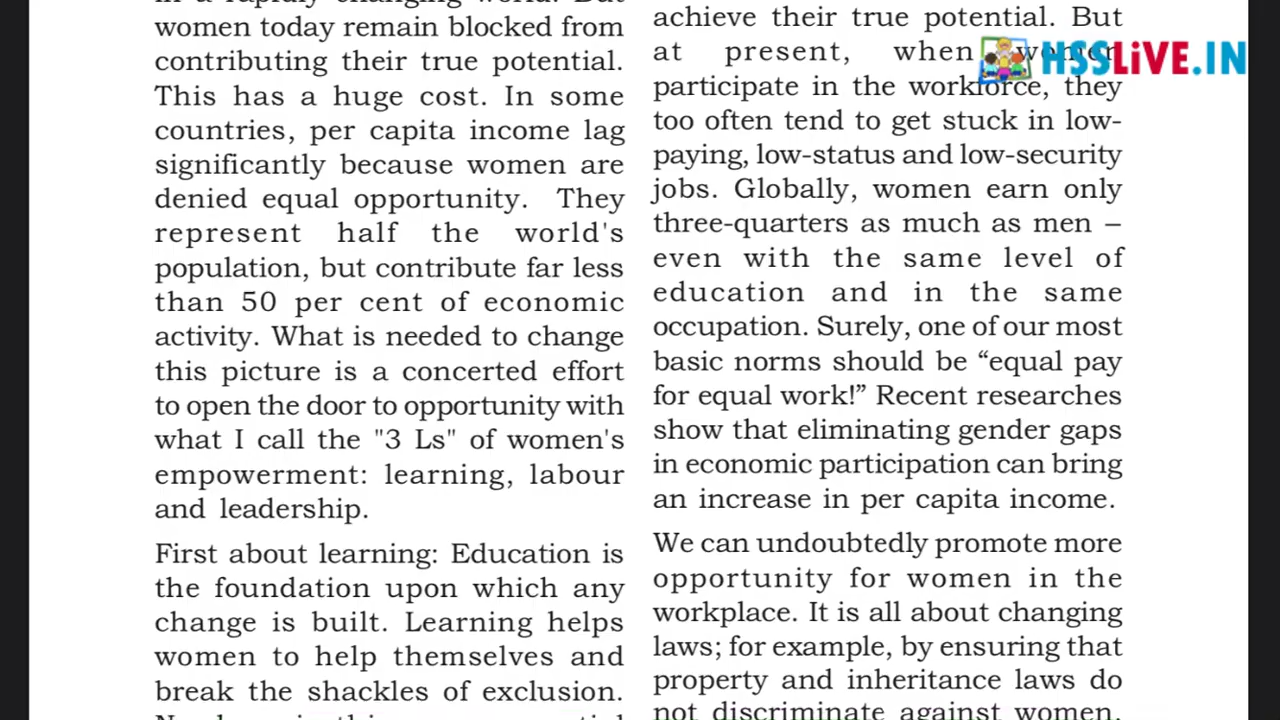 women today remain blocked from
contributing their true potential.
This has a huge cost. In some
countries, per capita income lag
significantly because women are
denied equal opportunity. They
represent half the world's
population, but contribute far less
than 50 per cent of economic
activity. What is needed to change
this picture is a concerted effort
to open the door to opportunity with
what I call the "3 Ls" of women's
empowerment: learning, labour
and leadership.
First about learning: Education is
the foundation upon which any
change is built. Learning helps
women to help themselves and
break the shackles of exclusion.
achieve their true potential. But
at present, when women
participate in the workforce, they
too often tend to get stuck in low-
paying, low-status and low-security
jobs. Globally, women earn only
three-quarters as much as men –
even with the same level of
education and in the same
occupation. Surely, one of our most
basic norms should be “equal pay
for equal work!” Recent researches
show that eliminating gender gaps
in economic participation can bring
an increase in per capita income.
We can undoubtedly promote more
opportunity for women in the
workplace. It is all about changing
laws; for example, by ensuring that
property and inheritance laws do
not discriminate against women.
HSSLiVE.IN